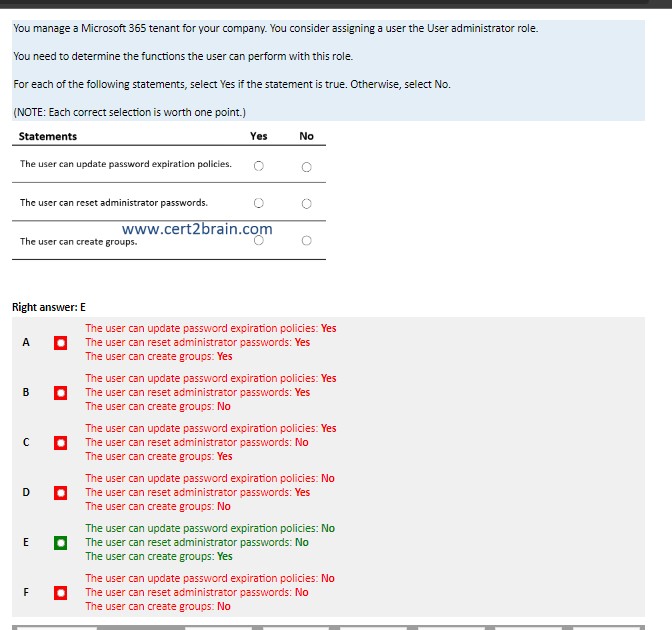 You manage a Microsoft 365 tenant for your company. You consider assigning a user the User administrator role.
You need to determine the functions the user can perform with this role.
For each of the following statements, select Yes if the statement is true. Otherwise, select No.
(NOTE: Each correct selection is worth one point.)
Statements Yes No
The user can update password expiration policies.
The user can reset administrator passwords.
www.cert2brain.com
The user can create groups.
Right answer: E
The user can update password expiration policies: Yes
A The user can reset administrator passwords: Yes
The user can create groups: Yes
The user can update password expiration policies: Yes
B The user can reset administrator passwords: Yes
The user can create groups: No
The user can update password expiration policies: Yes
C The user can reset administrator passwords: No
The user can create groups: Yes
The user can update password expiration policies: No
D The user can reset administrator passwords: Yes
The user can create groups: No
The user can update password expiration policies: No
E The user can reset administrator passwords: No
The user can create groups: Yes
The user can update password expiration policies: No
F The user can reset administrator passwords: No
The user can create groups: No